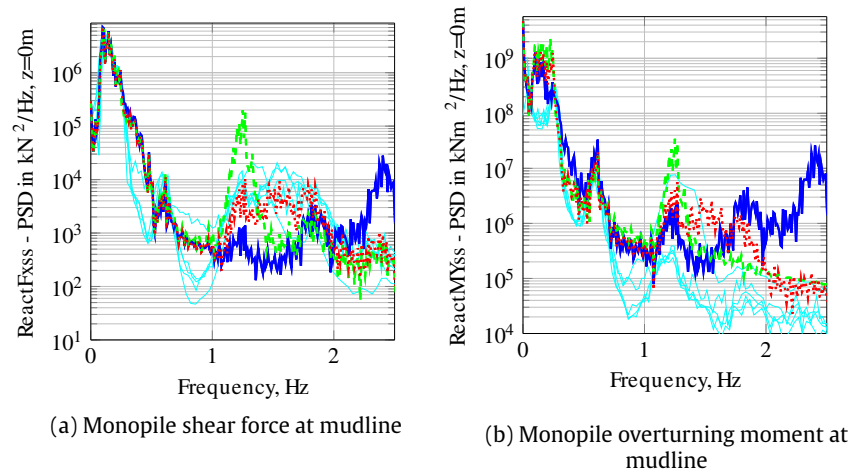 ReactFxss - PSD in kN ²/Hz, z=0m
10⁶
10⁵
10⁴
10³
10²
10¹
0
1
2
Frequency, Hz
(a) Monopile shear force at mudline
ReactMYss - PSD in kNm ²/Hz, z=0m
10⁹
10⁸
10⁷
10⁶
10⁵
10⁴
0
1
2
Frequency, Hz
(b) Monopile overturning moment at
mudline